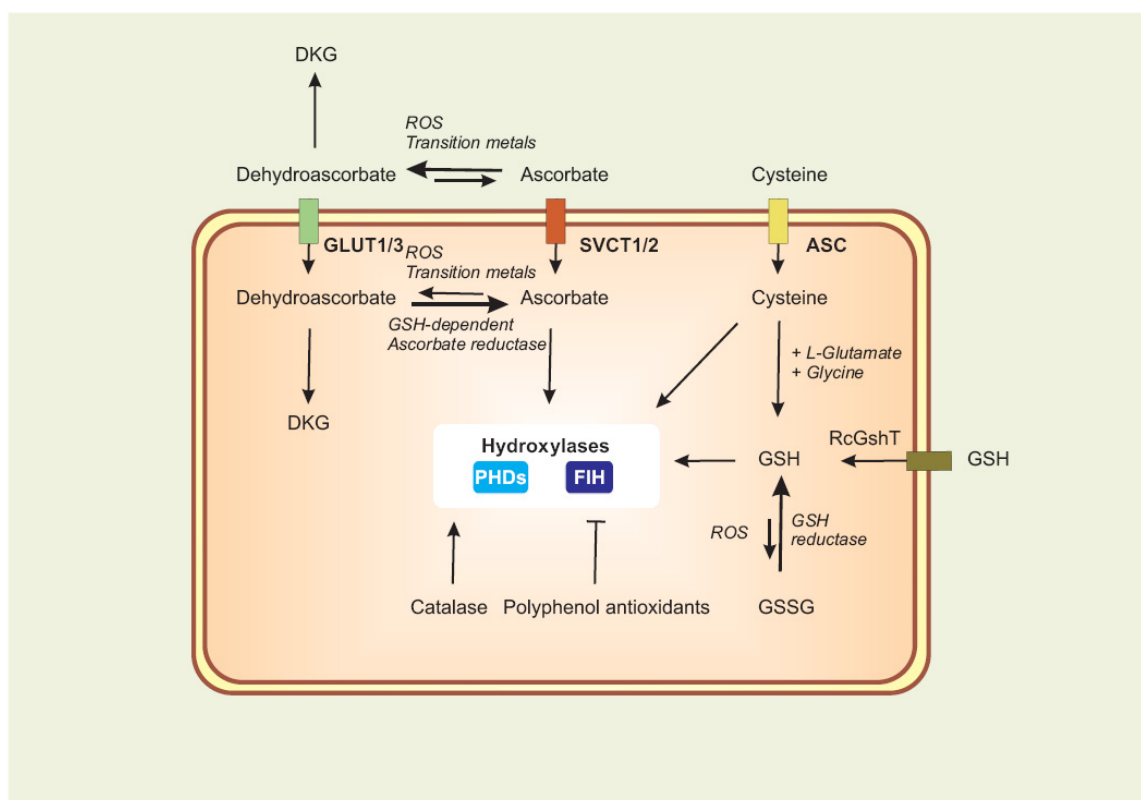 DKG
ROS
Transition metals
Dehydroascorbate
Ascorbate
Cysteine
GLUT1/3
SVCT1/2
ASC
ROS
Transition metals
Dehydroascorbate
Ascorbate
Cysteine
GSH-dependent
Ascorbate reductase
+ L-Glutamate
+ Glycine
DKG
Hydroxylases
PHDs
FIH
GSH
RcGshT
GSH
ROS
GSH
reductase
Catalase
Polyphenol antioxidants
GSSG